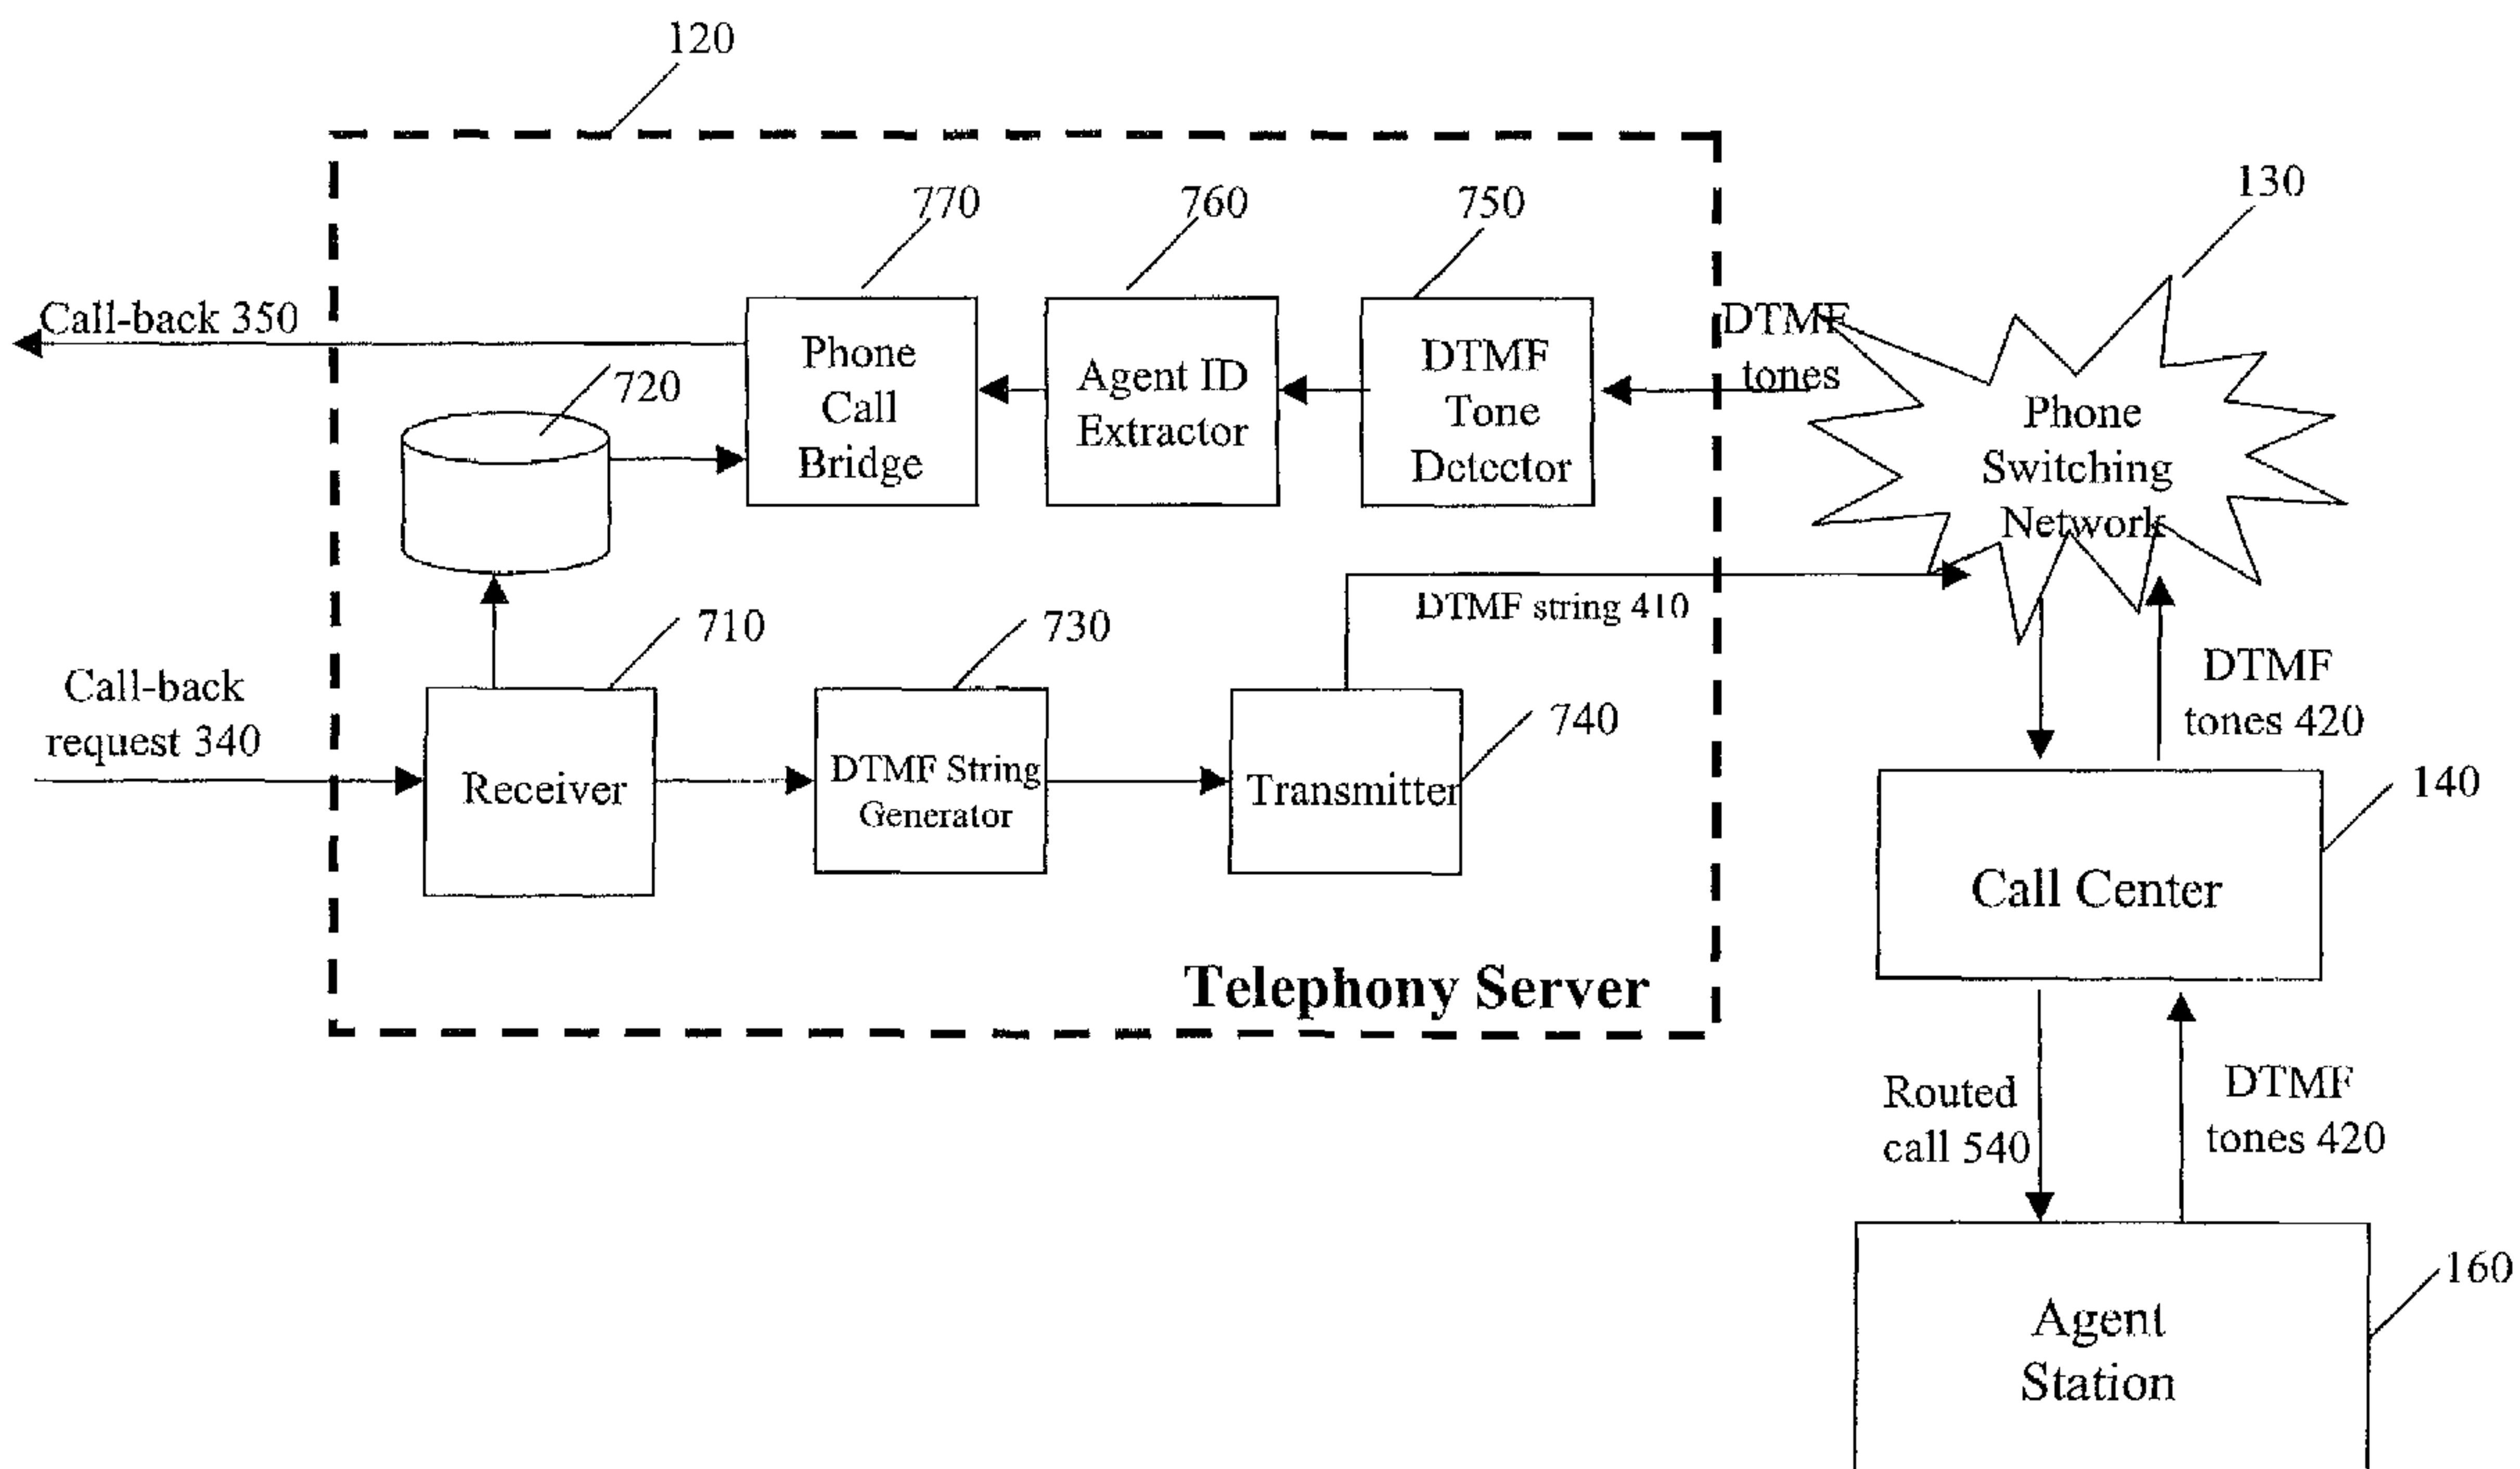 120
770
760
750
130
Call-back 350
Phone
Call
Bridge
Agent ID
Extractor
DTMF
Tone
Detector
DTMF
tones
Phone
Switching
Network
720
710
730
DTMF string 410
Call-back
request 340
Receiver
DTMF String
Generator
Transmitter
740
DTMF
tones 420
140
Call Center
Telephony Server
Routed
call 540
DTMF
tones 420
160
Agent
Station